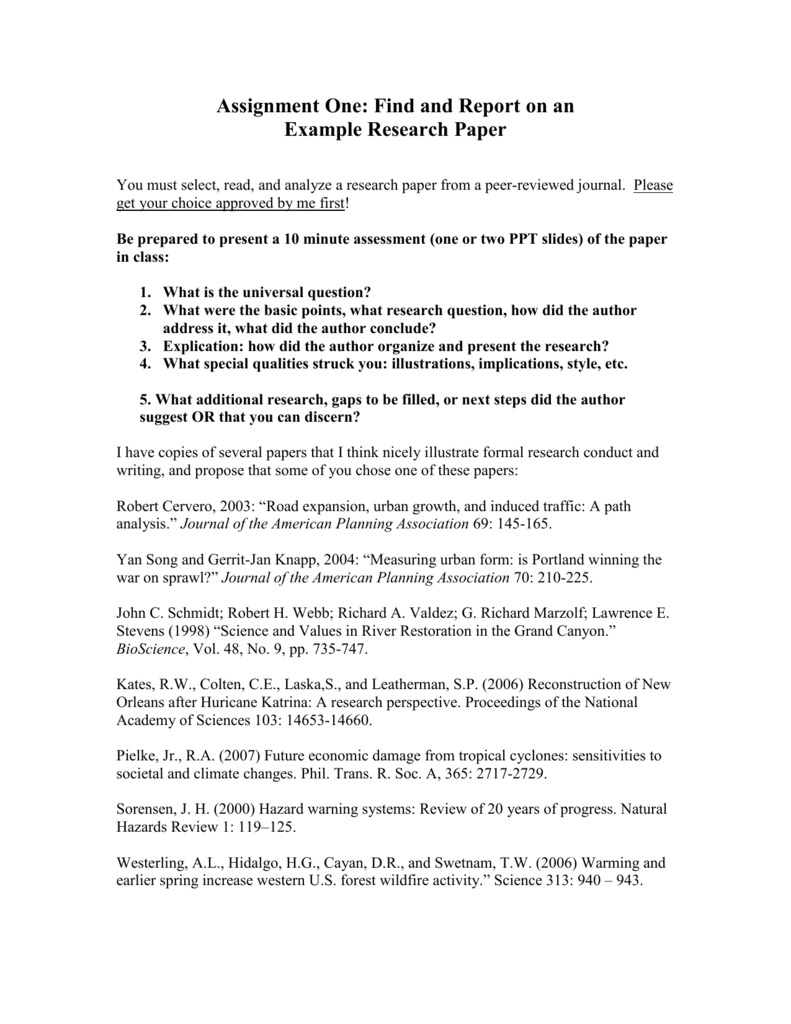 Assignment One: Find and Report on an
Example Research Paper
You must select, read, and analyze a research paper from a peer-reviewed journal. Please
get your choice approved by me first!
Be prepared to present a 10 minute assessment (one or two PPT slides) of the paper
in class:
1. What is the universal question?
2. What were the basic points, what research question, how did the author
address it, what did the author conclude?
3. Explication: how did the author organize and present the research?
4. What special qualities struck you: illustrations, implications, style, etc.
5. What additional research, gaps to be filled, or next steps did the author
suggest OR that you can discern?
I have copies of several papers that I think nicely illustrate formal research conduct and
writing, and propose that some of you chose one of these papers:
Robert Cervero, 2003: “Road expansion, urban growth, and induced traffic: A path
analysis.” Journal of the American Planning Association 69: 145-165.
Yan Song and Gerrit-Jan Knapp, 2004: “Measuring urban form: is Portland winning the
war on sprawl?” Journal of the American Planning Association 70: 210-225.
John C. Schmidt; Robert H. Webb; Richard A. Valdez; G. Richard Marzolf; Lawrence E.
Stevens (1998) “Science and Values in River Restoration in the Grand Canyon.”
BioScience, Vol. 48, No. 9, pp. 735-747.
Kates, R.W., Colten, C.E., Laska,S., and Leatherman, S.P. (2006) Reconstruction of New
Orleans after Huricane Katrina: A research perspective. Proceedings of the National
Academy of Sciences 103: 14653-14660.
Pielke, Jr., R.A. (2007) Future economic damage from tropical cyclones: sensitivities to
societal and climate changes. Phil. Trans. R. Soc. A, 365: 2717-2729.
Sorensen, J. H. (2000) Hazard warning systems: Review of 20 years of progress. Natural
Hazards Review 1: 119–125.
Westerling, A.L., Hidalgo, H.G., Cayan, D.R., and Swetnam, T.W. (2006) Warming and
earlier spring increase western U.S. forest wildfire activity.” Science 313: 940 – 943.